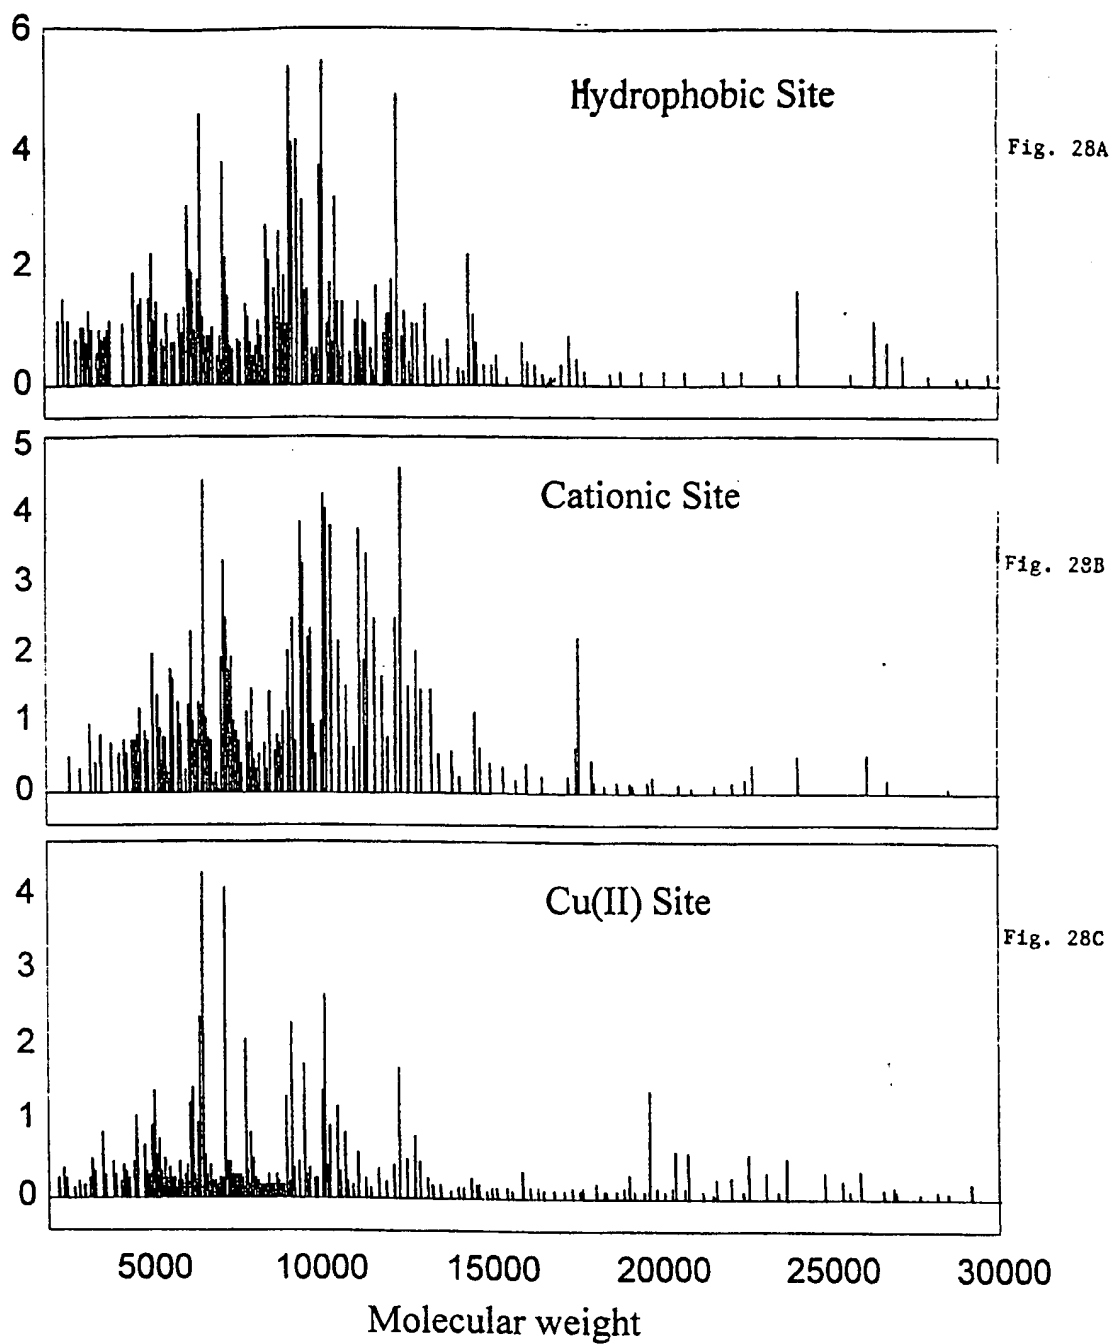 6
Hydrophobic Site
4
Fig. 28A
2
0
5
Cationic Site
4
Fig. 28B
3
2
1
0
Cu(II) Site
4
Fig. 28C
3
2
1
0
5000 10000 15000 20000 25000 30000
Molecular weight